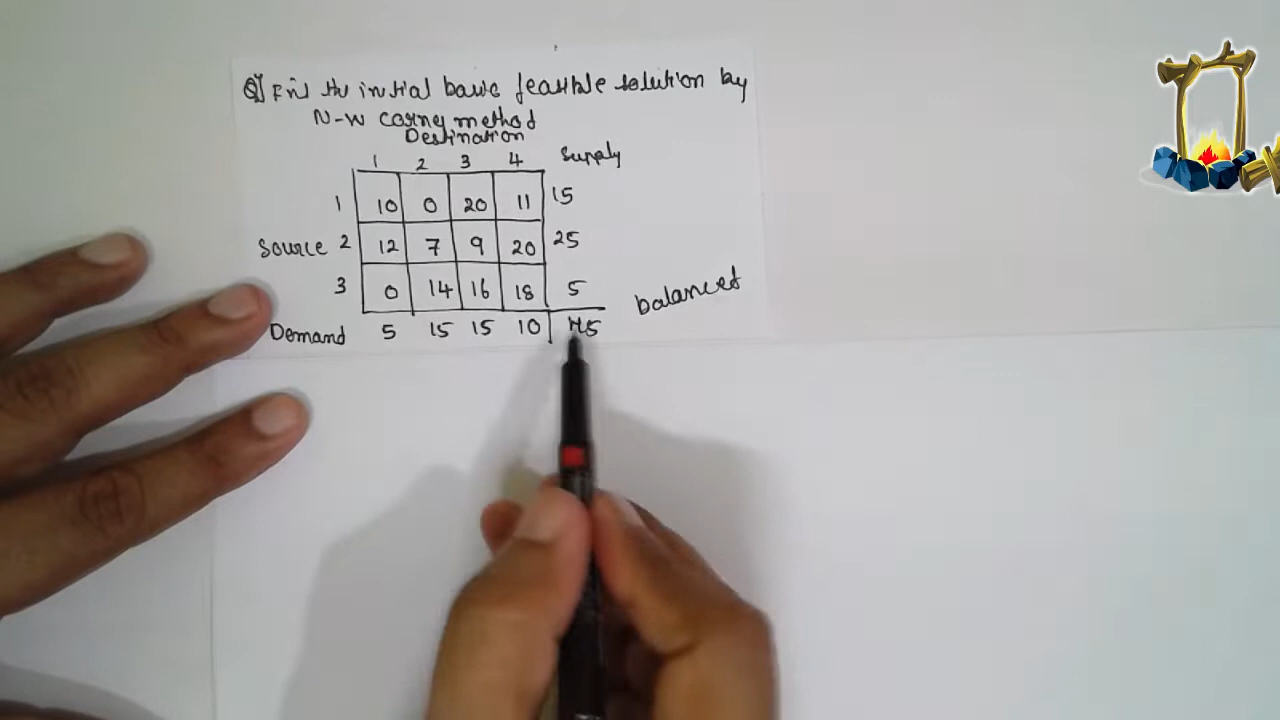 Q] Find the initial basic feasible solution by
N-W corner method
Destination
1 2 3 4 Supply
1 10 0 20 11 15
Source 2 12 7 9 20 25
3 0 14 16 18 5
balanced
Demand 5 15 15 10 45